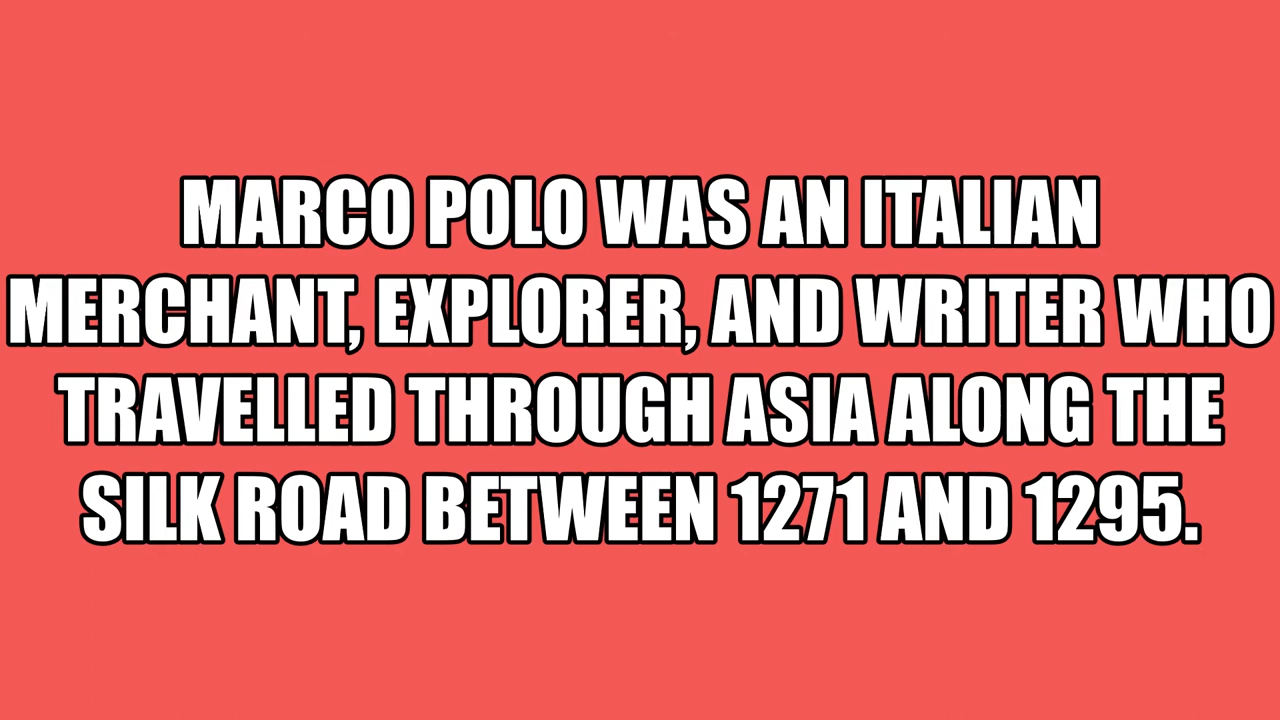 MARCO POLO WAS AN ITALIAN
MERCHANT, EXPLORER, AND WRITER WHO
TRAVELLED THROUGH ASIA ALONG THE
SILK ROAD BETWEEN 1271 AND 1295.